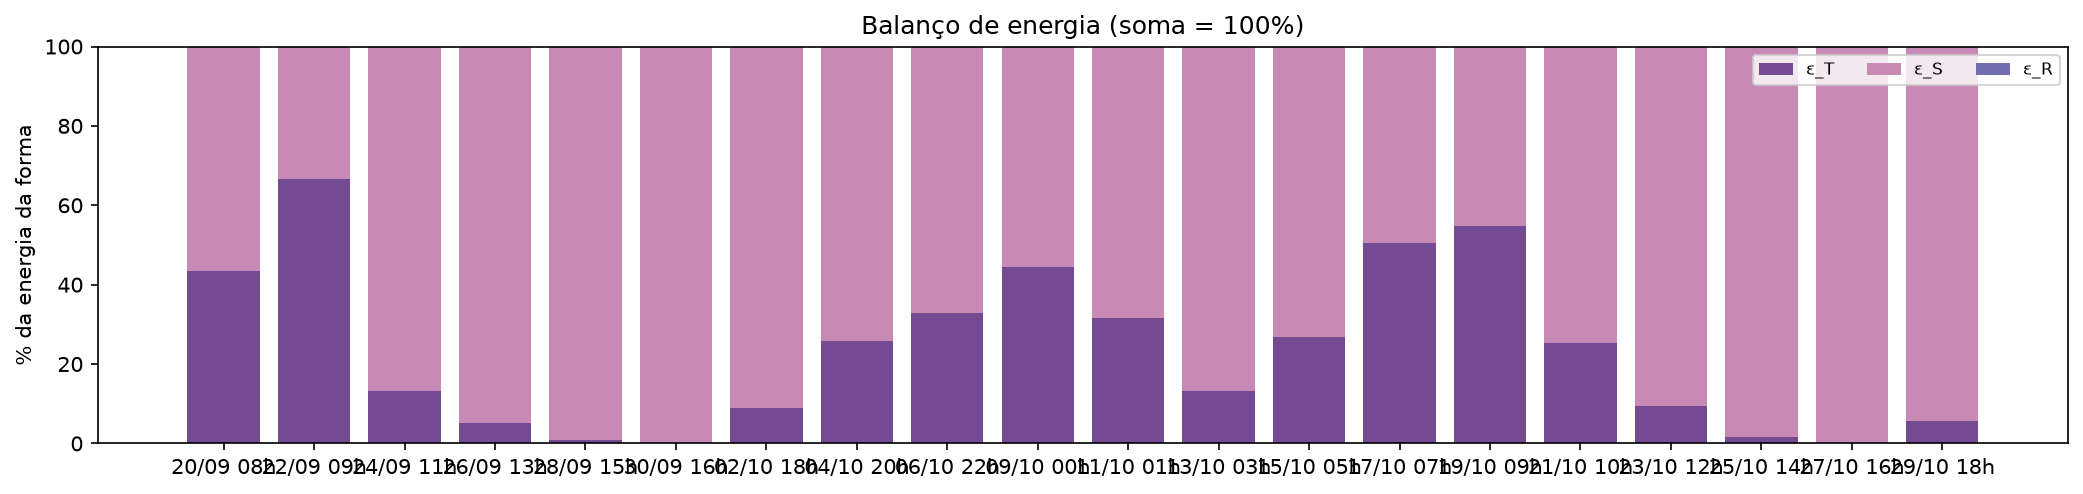 Balanço de energia (soma = 100%)
ε_T ε_S ε_R
% da energia da forma
100
80
60
40
20
0
20/09 08h 22/09 09h 24/09 11h 26/09 13h 28/09 15h 30/09 16h 02/10 18h 04/10 20h 06/10 22h 09/10 00h 11/10 01h 13/10 03h 15/10 05h 17/10 07h 19/10 09h 21/10 10h 23/10 12h 25/10 14h 27/10 16h 29/10 18h